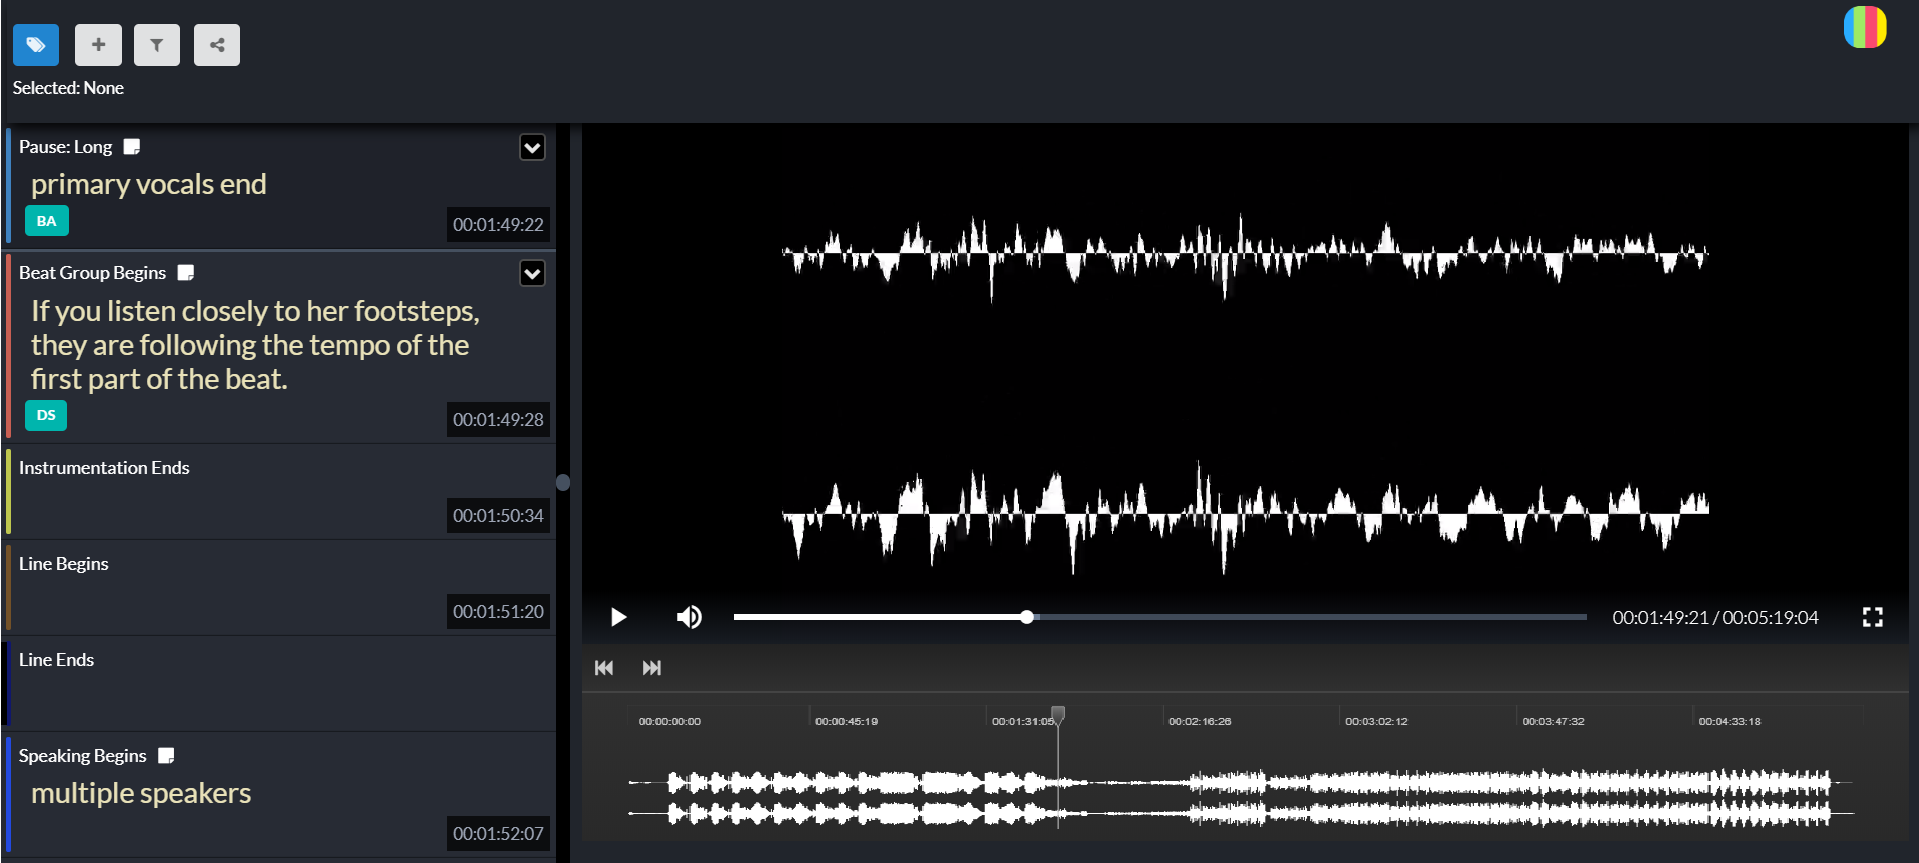 Selected: None
Pause: Long
primary vocals end
BA
00:01:49:22
Beat Group Begins
If you listen closely to her footsteps,
they are following the tempo of the
first part of the beat.
DS
00:01:49:28
Instrumentation Ends
00:01:50:34
Line Begins
00:01:51:20
Line Ends
Speaking Begins
multiple speakers
00:01:52:07
00:01:49:21 / 00:05:19:04
00:00:00:00 00:00:45:19 00:01:31:05 00:02:16:26 00:03:02:12 00:03:47:32 00:04:33:18